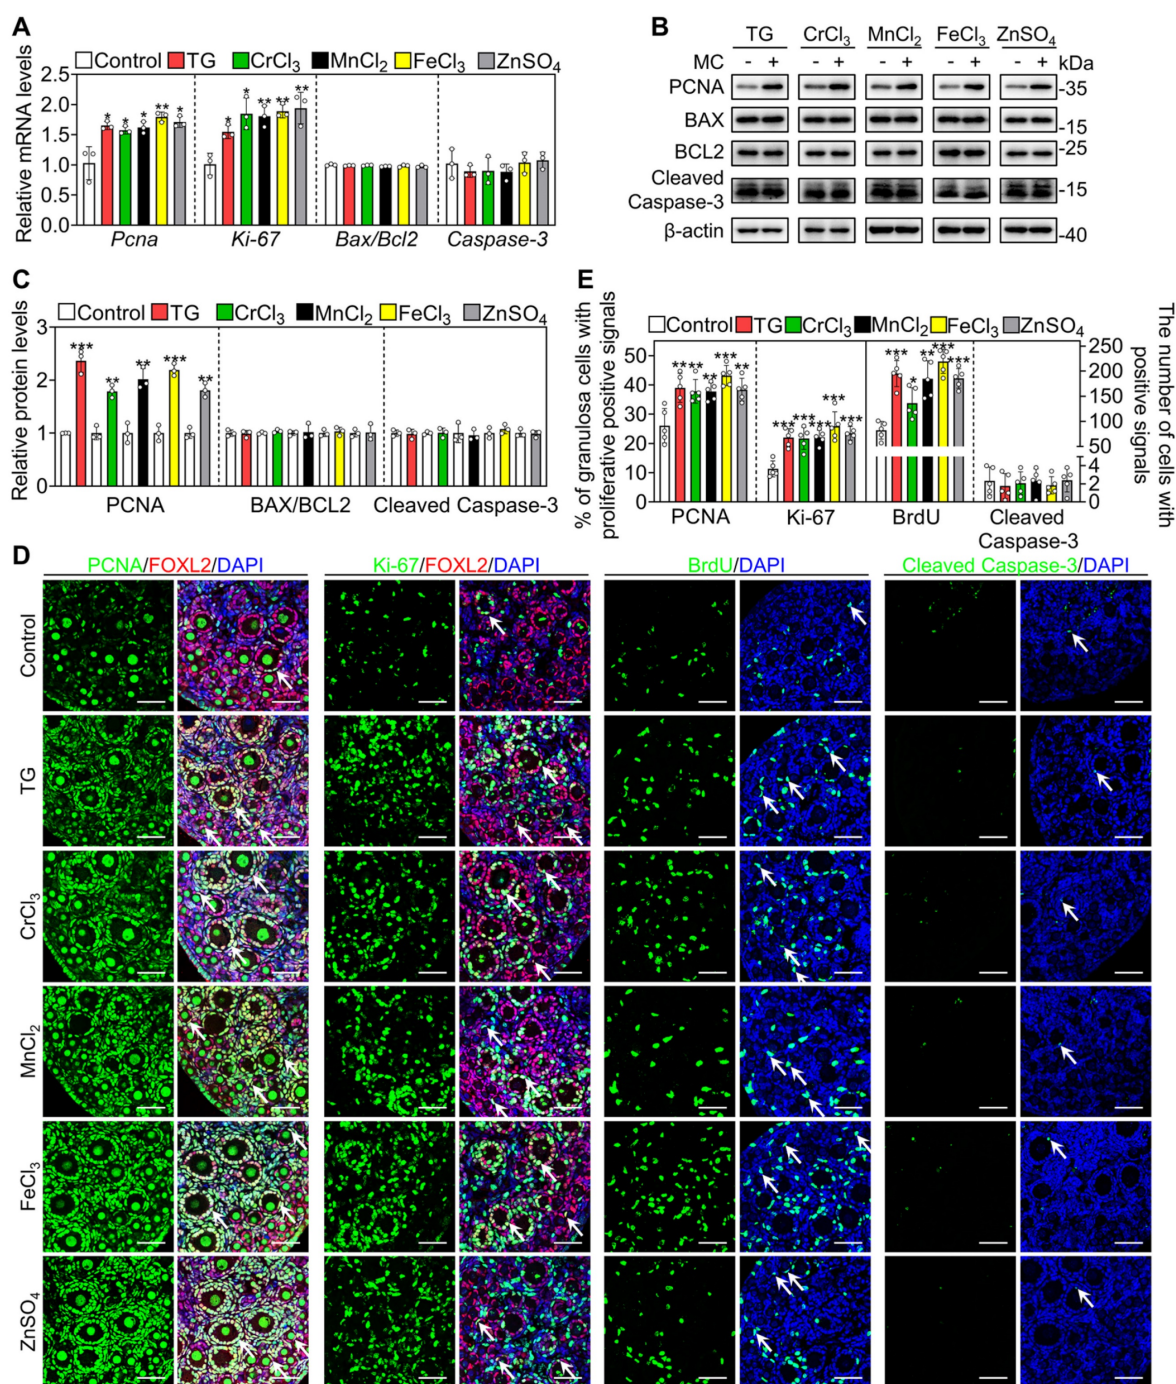 A
Control TG CrCl3 MnCl2 FeCl3 ZnSO4
Relative mRNA levels
2.5
2.0
1.5
1.0
0.5
0.0
* * * * ** *
* * ** ** **
Pcna Ki-67 Bax/Bcl2 Caspase-3
B
TG CrCl3 MnCl2 FeCl3 ZnSO4
MC - + - + - + - + - + kDa
PCNA -35
BAX -15
BCL2 -25
Cleaved Caspase-3 -15
β-actin -40
C
Control TG CrCl3 MnCl2 FeCl3 ZnSO4
Relative protein levels
3
2
1
0
*** ** ** *** **
PCNA BAX/BCL2 Cleaved Caspase-3
E
Control TG CrCl3 MnCl2 FeCl3 ZnSO4
% of granulosa cells with
proliferative positive signals
50
40
30
20
10
0
** ** ** *** **
*** *** *** *** ***
*** * ** *** ***
250
200
150
100
50
4
2
0
The number of cells with
positive signals
PCNA Ki-67 BrdU Cleaved
Caspase-3
D
PCNA/FOXL2/DAPI Ki-67/FOXL2/DAPI BrdU/DAPI Cleaved Caspase-3/DAPI
Control
TG
CrCl3
MnCl2
FeCl3
ZnSO4